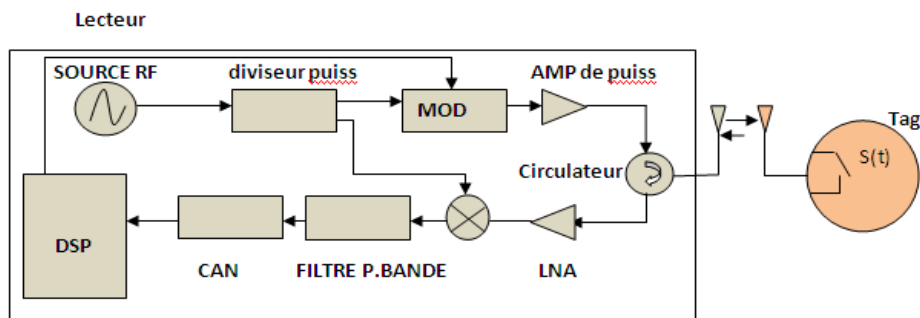 Lecteur
SOURCE RF
diviseur puiss
AMP de puiss
MOD
Tag
S(t)
Circulateur
DSP
CAN
FILTRE P.BANDE
LNA